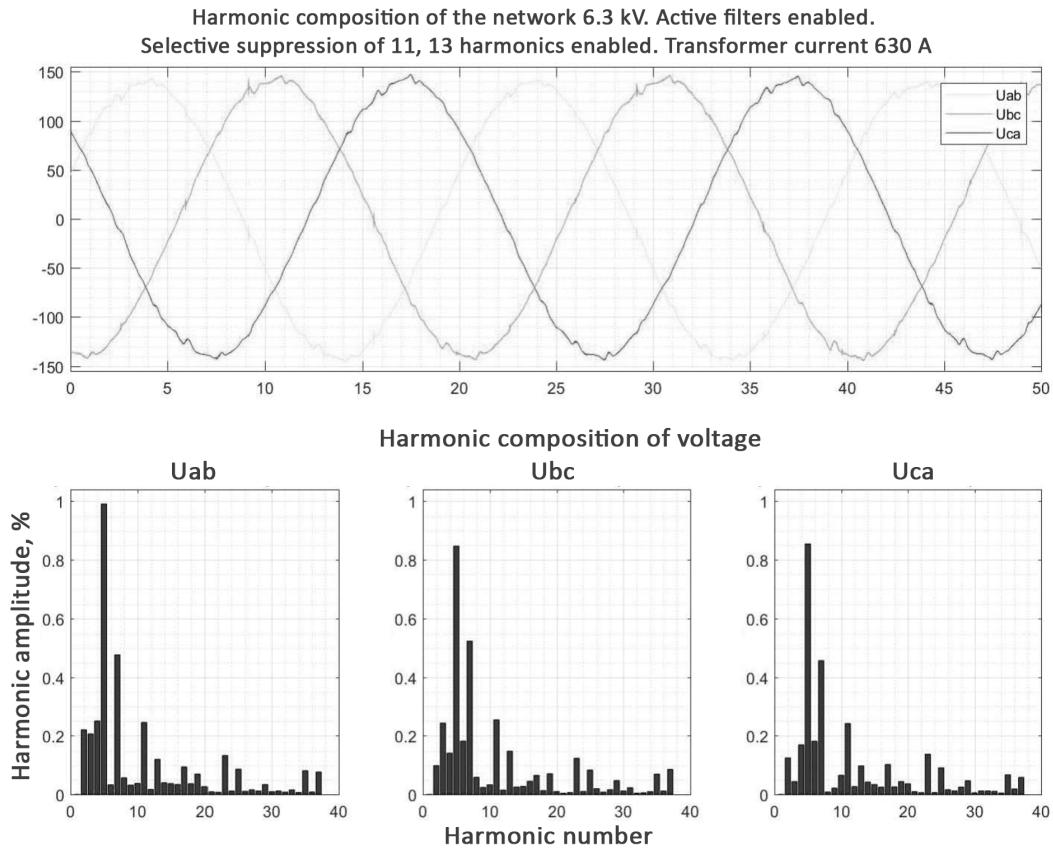 Harmonic composition of the network 6.3 kV. Active filters enabled.
Selective suppression of 11, 13 harmonics enabled. Transformer current 630 A
150
100
50
0
-50
-100
-150
0 5 10 15 20 25 30 35 40 45 50
Uab
Ubc
Uca
Harmonic composition of voltage
Uab Ubc Uca
Harmonic amplitude, %
1
0.8
0.6
0.4
0.2
0
0 10 20 30 40
1
0.8
0.6
0.4
0.2
0
0 10 20 30 40
1
0.8
0.6
0.4
0.2
0
0 10 20 30 40
Harmonic number